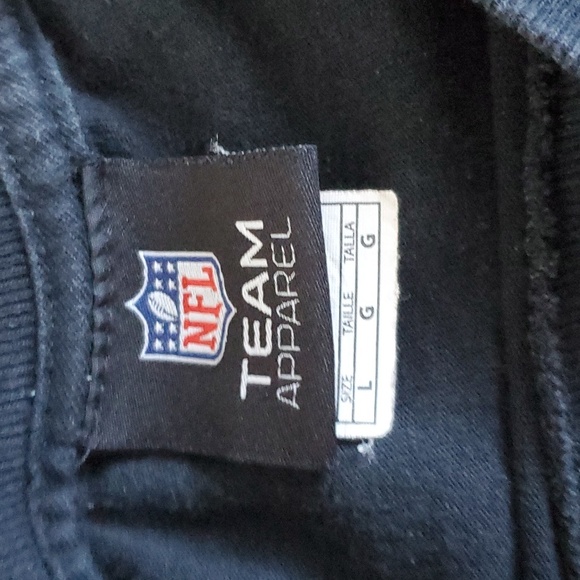 NFL
TEAM
APPAREL
SIZE TAILLE TALLA
L G G